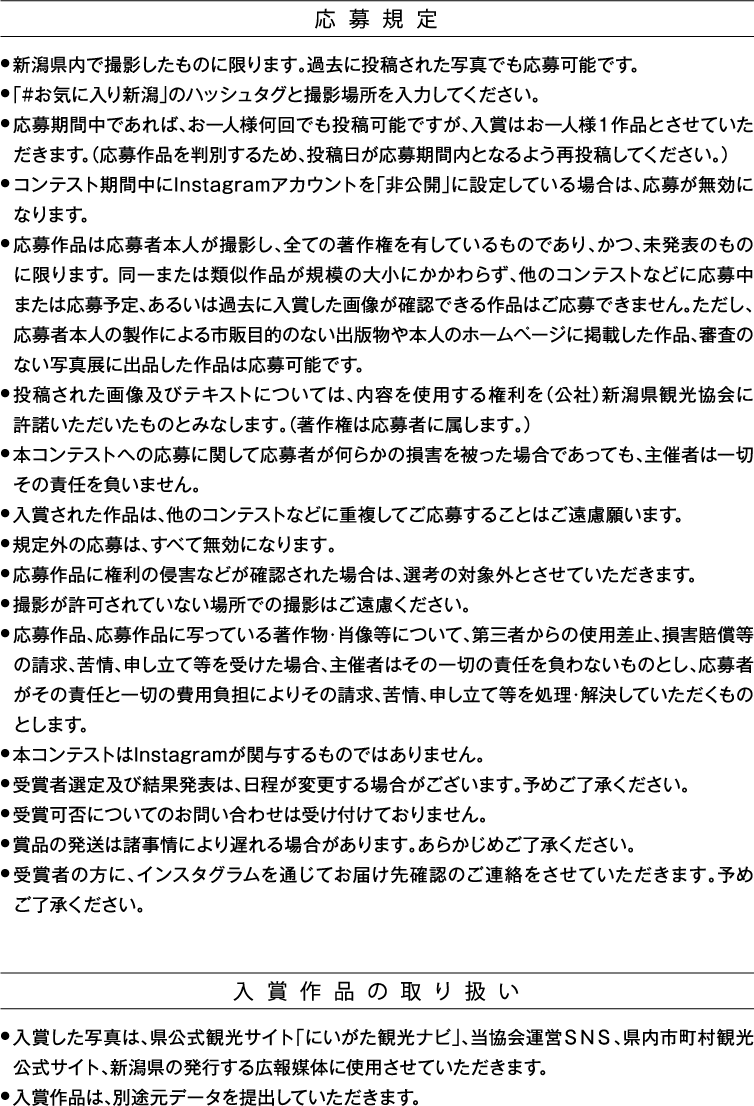 応募規定
●新潟県内で撮影したものに限ります。過去に投稿された写真でも応募可能です。
●「#お気に入り新潟」のハッシュタグと撮影場所を入力してください。
●応募期間中であれば、お一人様何回でも投稿可能ですが、入賞はお一人様1作品とさせていた
だきます。（応募作品を判別するため、投稿日が応募期間内となるよう再投稿してください。）
●コンテスト期間中にInstagramアカウントを「非公開」に設定している場合は、応募が無効に
なります。
●応募作品は応募者本人が撮影し、全ての著作権を有しているものであり、かつ、未発表のもの
に限ります。同一または類似作品が規模の大小にかかわらず、他のコンテストなどに応募中
または応募予定、あるいは過去に入賞した画像が確認できる作品はご応募できません。ただし、
応募者本人の製作による市販目的のない出版物や本人のホームページに掲載した作品、審査の
ない写真展に出品した作品は応募可能です。
●投稿された画像及びテキストについては、内容を使用する権利を（公社）新潟県観光協会に
許諾いただいたものとみなします。（著作権は応募者に属します。）
●本コンテストへの応募に関して応募者が何らかの損害を被った場合であっても、主催者は一切
その責任を負いません。
●入賞された作品は、他のコンテストなどに重複してご応募することはご遠慮願います。
●規定外の応募は、すべて無効になります。
●応募作品に権利の侵害などが確認された場合は、選考の対象外とさせていただきます。
●撮影が許可されていない場所での撮影はご遠慮ください。
●応募作品、応募作品に写っている著作物・肖像等について、第三者からの使用差止、損害賠償等
の請求、苦情、申し立て等を受けた場合、主催者はその一切の責任を負わないものとし、応募者
がその責任と一切の費用負担によりその請求、苦情、申し立て等を処理・解決していただくもの
とします。
●本コンテストはInstagramが関与するものではありません。
●受賞者選定及び結果発表は、日程が変更する場合がございます。予めご了承ください。
●受賞可否についてのお問い合わせは受け付けておりません。
●賞品の発送は諸事情により遅れる場合があります。あらかじめご了承ください。
●受賞者の方に、インスタグラムを通じてお届け先確認のご連絡をさせていただきます。予め
ご了承ください。
入賞作品の取り扱い
●入賞した写真は、県公式観光サイト「にいがた観光ナビ」、当協会運営ＳＮＳ、県内市町村観光
公式サイト、新潟県の発行する広報媒体に使用させていただきます。
●入賞作品は、別途元データを提出していただきます。